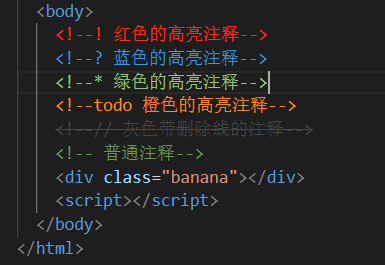 <body>
<!--! 红色的高亮注释-->
<!--? 蓝色的高亮注释-->
<!--* 绿色的高亮注释-->
<!--todo 橙色的高亮注释-->
<!--// 灰色带删除线的注释-->
<!-- 普通注释-->
<div class="banana"></div>
<script></script>
</body>
</html>